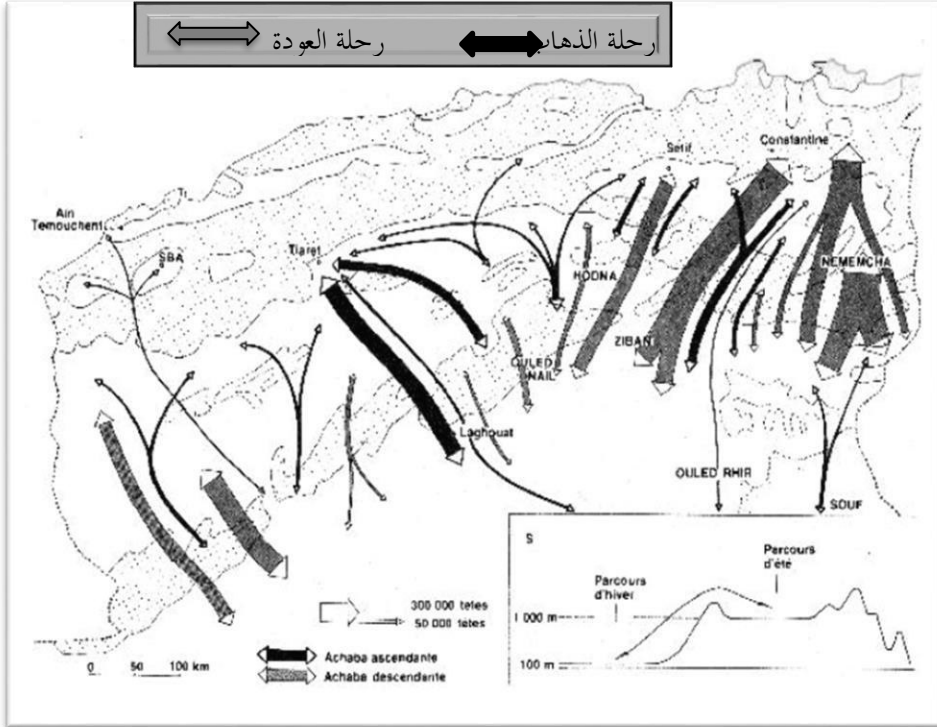 رحلة الذهاب
رحلة العودة
Constantine
Setif
Ain
Temouchent
SBA
Tiaret
NEMEMCHA
HODNA
ZIBAN
OULED
NAIL
Laghouat
OULED RHIR
SOUF
S
Parcours
d'été
Parcours
d'hiver
1 000 m
100 m
300 000 tetes
50 000 tétes
Achaba ascendante
Achaba descendante
0 50 100 km